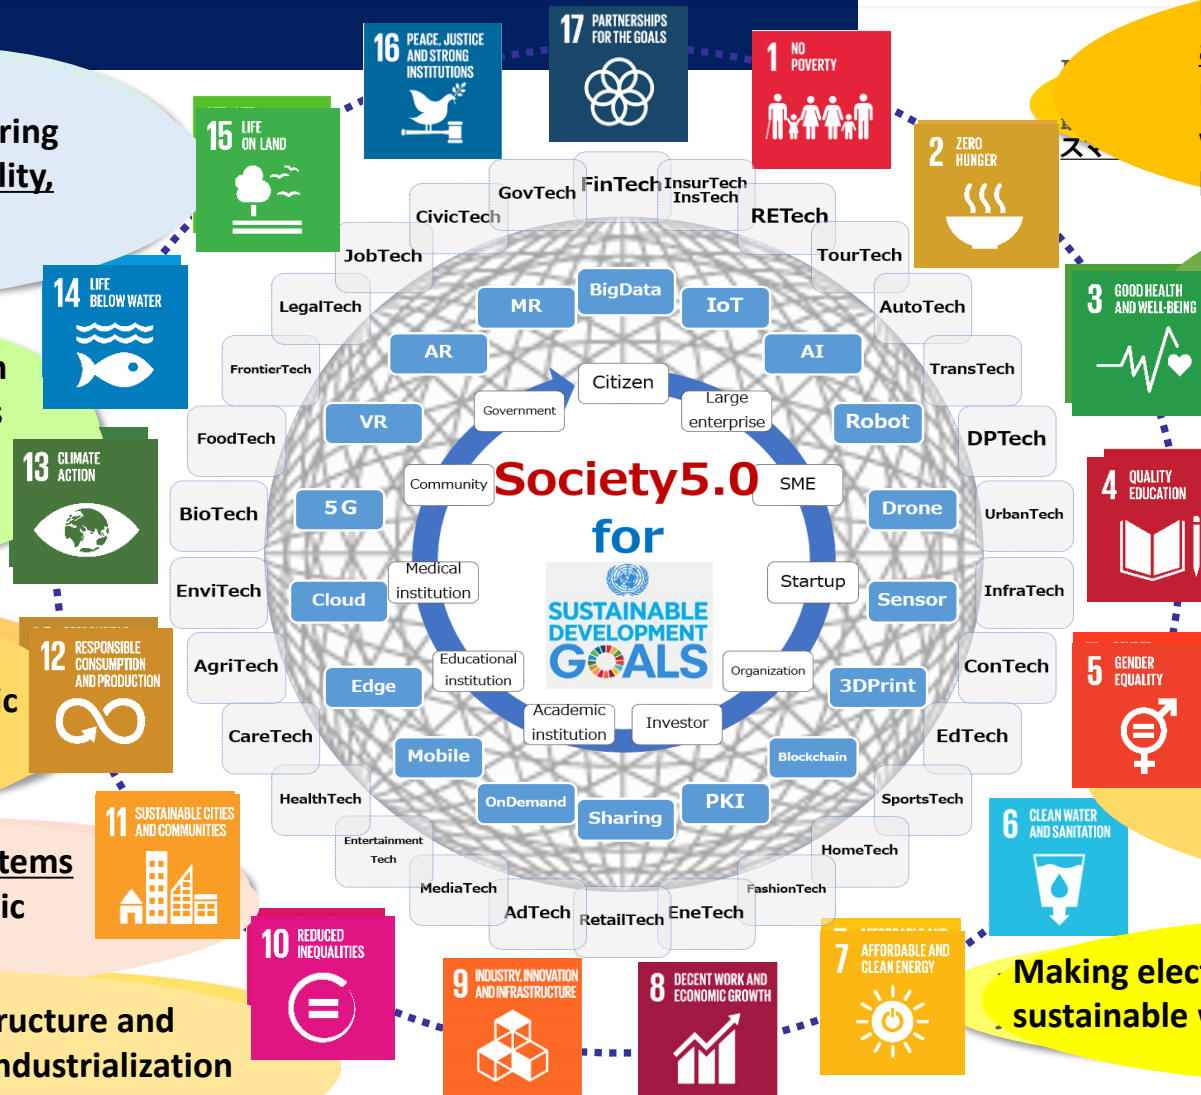 17 PARTNERSHIPS
FOR THE GOALS
16 PEACE, JUSTICE
AND STRONG
INSTITUTIONS
1 NO
POVERTY
15 LIFE
ON LAND
2 ZERO
HUNGER
スマ
14 LIFE
BELOW WATER
3 GOOD HEALTH
AND WELL-BEING
13 CLIMATE
ACTION
4 QUALITY
EDUCATION
12 RESPONSIBLE
CONSUMPTION
AND PRODUCTION
5 GENDER
EQUALITY
11 SUSTAINABLE CITIES
AND COMMUNITIES
6 CLEAN WATER
AND SANITATION
10 REDUCED
INEQUALITIES
7 AFFORDABLE AND
CLEAN ENERGY
9 INDUSTRY, INNOVATION
AND INFRASTRUCTURE
8 DECENT WORK AND
ECONOMIC GROWTH
FinTech
InsurTech
InsTech
RETech
TourTech
AutoTech
TransTech
DPTech
UrbanTech
InfraTech
ConTech
EdTech
SportsTech
HomeTech
FashionTech
EneTech
RetailTech
AdTech
MediaTech
Entertainment
Tech
HealthTech
CareTech
AgriTech
EnviTech
BioTech
FoodTech
FrontierTech
LegalTech
JobTech
CivicTech
GovTech
BigData
IoT
AI
Robot
Drone
Sensor
3DPrint
Blockchain
PKI
Sharing
OnDemand
Mobile
Edge
Cloud
5G
VR
AR
MR
Citizen
Large
enterprise
SME
Startup
Organization
Investor
Academic
institution
Educational
institution
Medical
institution
Community
Government
Society5.0
for
SUSTAINABLE
DEVELOPMENT
GOALS
ring
lity,
n
s
ic
tems
ic
ructure and
ndustrialization
Making elect
sustainable